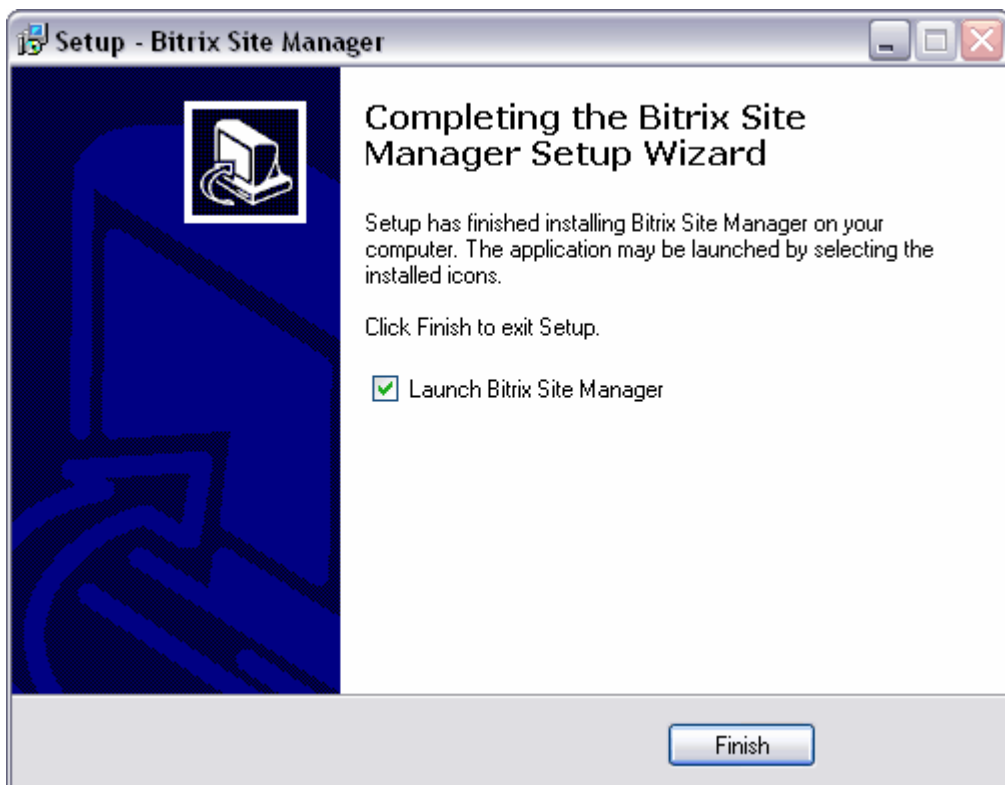 Setup - Bitrix Site Manager
Completing the Bitrix Site
Manager Setup Wizard
Setup has finished installing Bitrix Site Manager on your
computer. The application may be launched by selecting the
installed icons.
Click Finish to exit Setup.
Launch Bitrix Site Manager
Finish